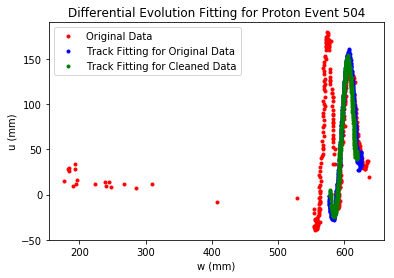 Differential Evolution Fitting for Proton Event 504
Original Data
Track Fitting for Original Data
Track Fitting for Cleaned Data
u (mm)
150
100
50
0
−50
200 300 400 500 600
w (mm)